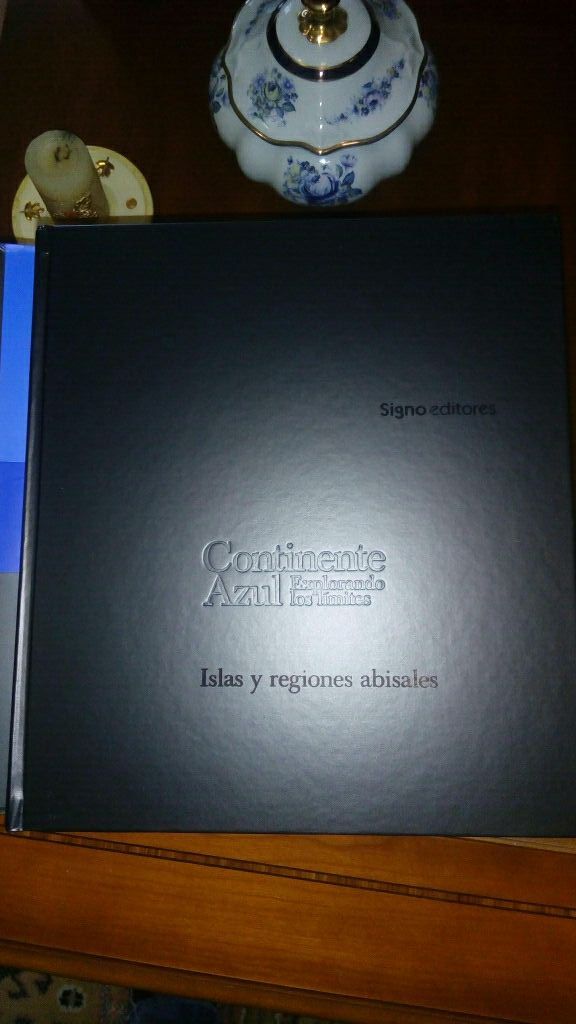 Signo editores
Continente
Azul Explorando
los límites
Islas y regiones abisales